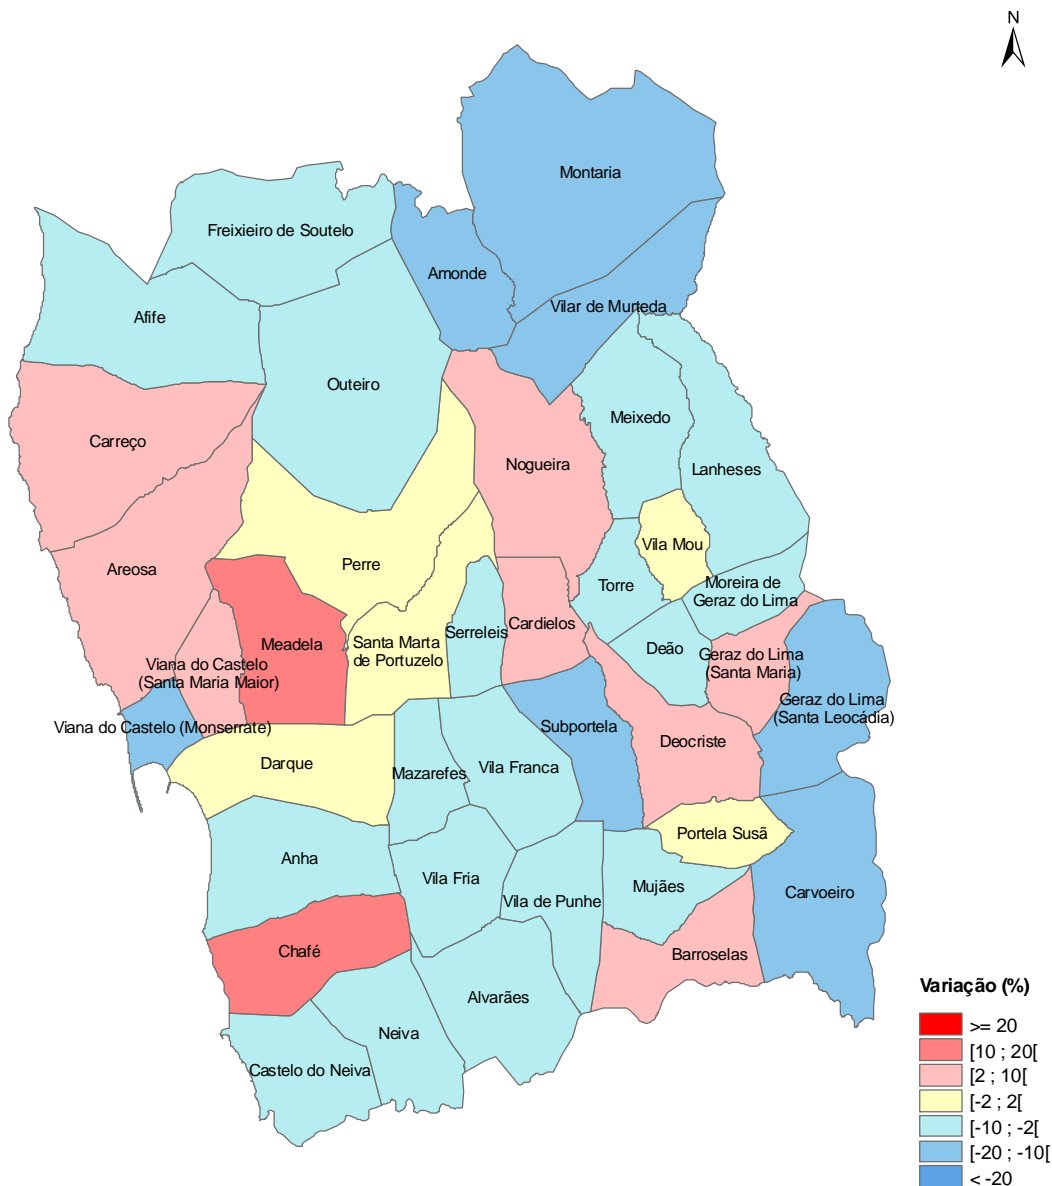 N
Montaria
Freixieiro de Soutelo
Amonde
Vilar de Murteda
Afife
Outeiro
Meixedo
Carreço
Nogueira
Lanheses
Vila Mou
Areosa
Perre
Torre
Moreira de
Geraz do Lima
Cardielos
Serreleis
Meadela
Santa Marta
de Portuzelo
Deão
Geraz do Lima
(Santa Maria)
Viana do Castelo
(Santa Maria Maior)
Geraz do Lima
(Santa Leocádia)
Viana do Castelo (Monserrate)
Subportela
Deocriste
Darque
Mazarefes
Vila Franca
Portela Susã
Anha
Vila Fria
Mujães
Carvoeiro
Vila de Punhe
Chafé
Barroselas
Alvarães
Neiva
Castelo do Neiva
Variação (%)
>= 20
[10 ; 20[
[2 ; 10[
[-2 ; 2[
[-10 ; -2[
[-20 ; -10[
< -20